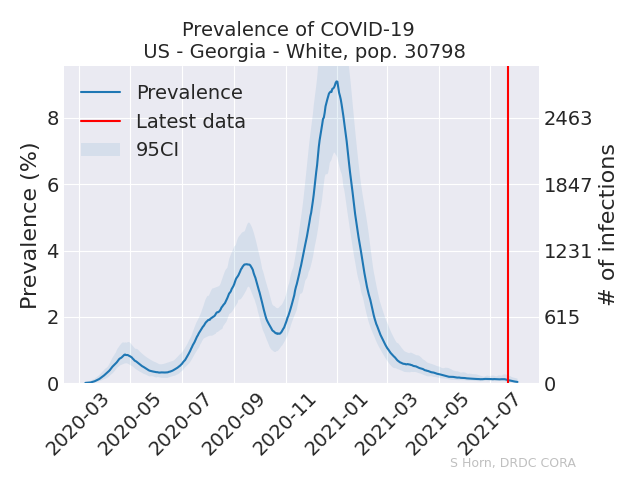 Prevalence of COVID-19
US - Georgia - White, pop. 30798
Prevalence
Latest data
95CI
Prevalence (%)
8
6
4
2
0
2463
1847
1231
615
0
# of infections
2020-03
2020-05
2020-07
2020-09
2020-11
2021-01
2021-03
2021-05
2021-07
S Horn, DRDC CORA